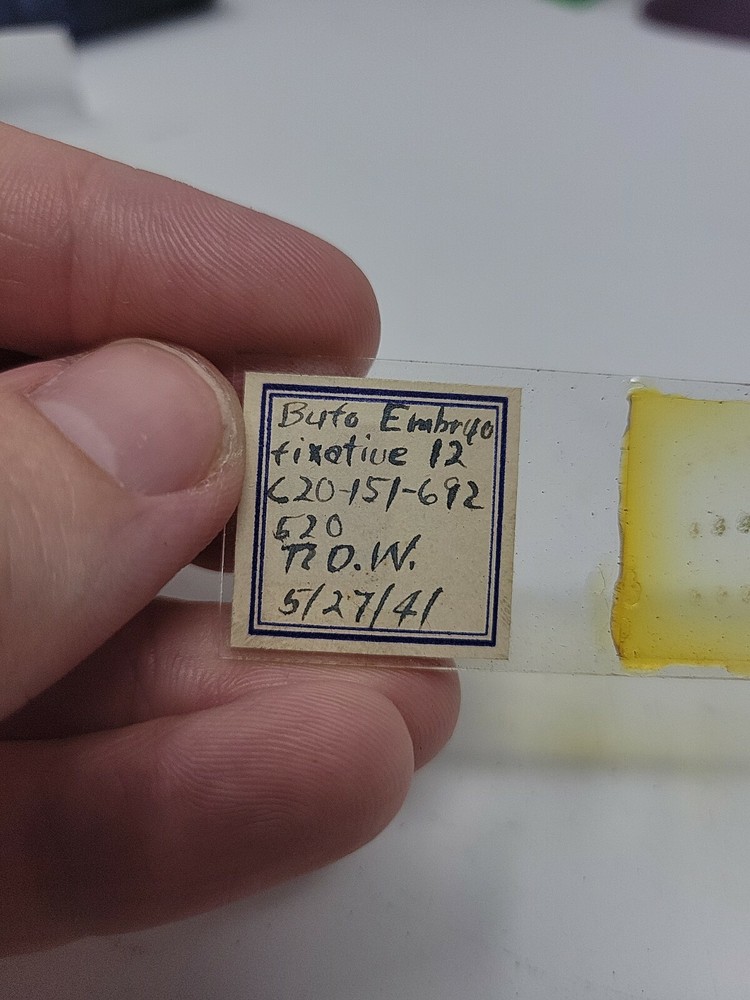 Bufo Embryo
fixative 12
C20-151-692
520
M.O.W.
5/27/41